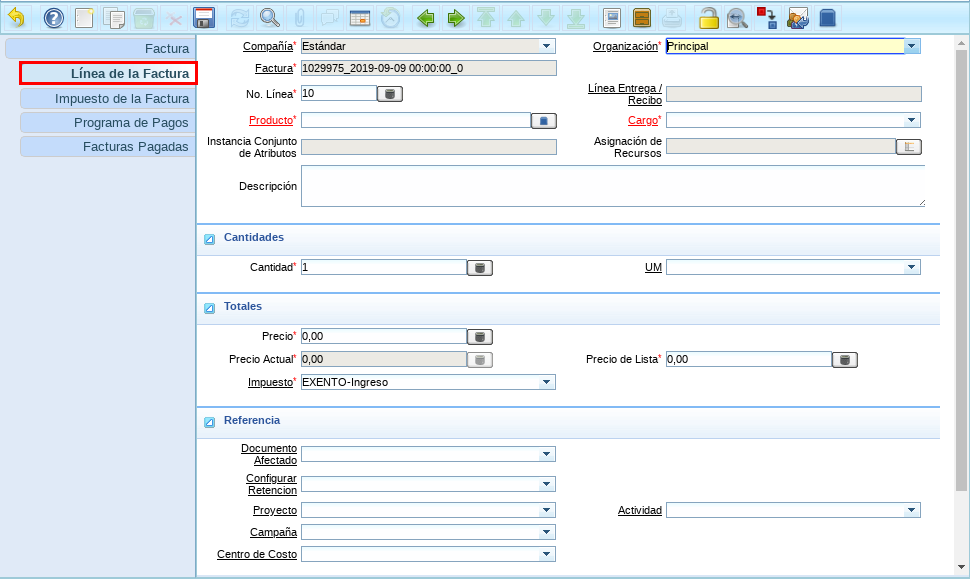 Factura
Línea de la Factura
Impuesto de la Factura
Programa de Pagos
Facturas Pagadas
Compañía* Estándar Organización* Principal
Factura* 1029975_2019-09-09 00:00:00_0
No. Línea* 10 Línea Entrega /
Recibo
Producto* Cargo*
Instancia Conjunto
de Atributos
Asignación de
Recursos
Descripción
Cantidades
Cantidad* 1 UM
Totales
Precio* 0,00
Precio Actual* 0,00 Precio de Lista* 0,00
Impuesto* EXENTO-Ingreso
Referencia
Documento
Afectado
Configurar
Retencion
Proyecto Actividad
Campaña
Centro de Costo